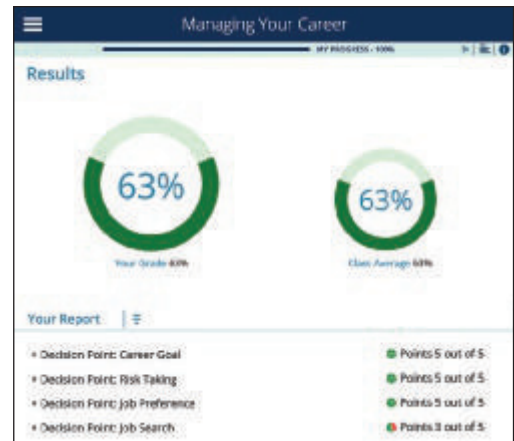 Managing Your Career
MY PROGRESS - 100%
Results
63%
63%
Your Grade 63%
Class Average 63%
Your Report
• Decision Point: Career Goal
Points 5 out of 5
• Decision Point: Risk Taking
Points 5 out of 5
• Decision Point: Job Preference
Points 5 out of 5
• Decision Point: Job Search
Points 3 out of 5